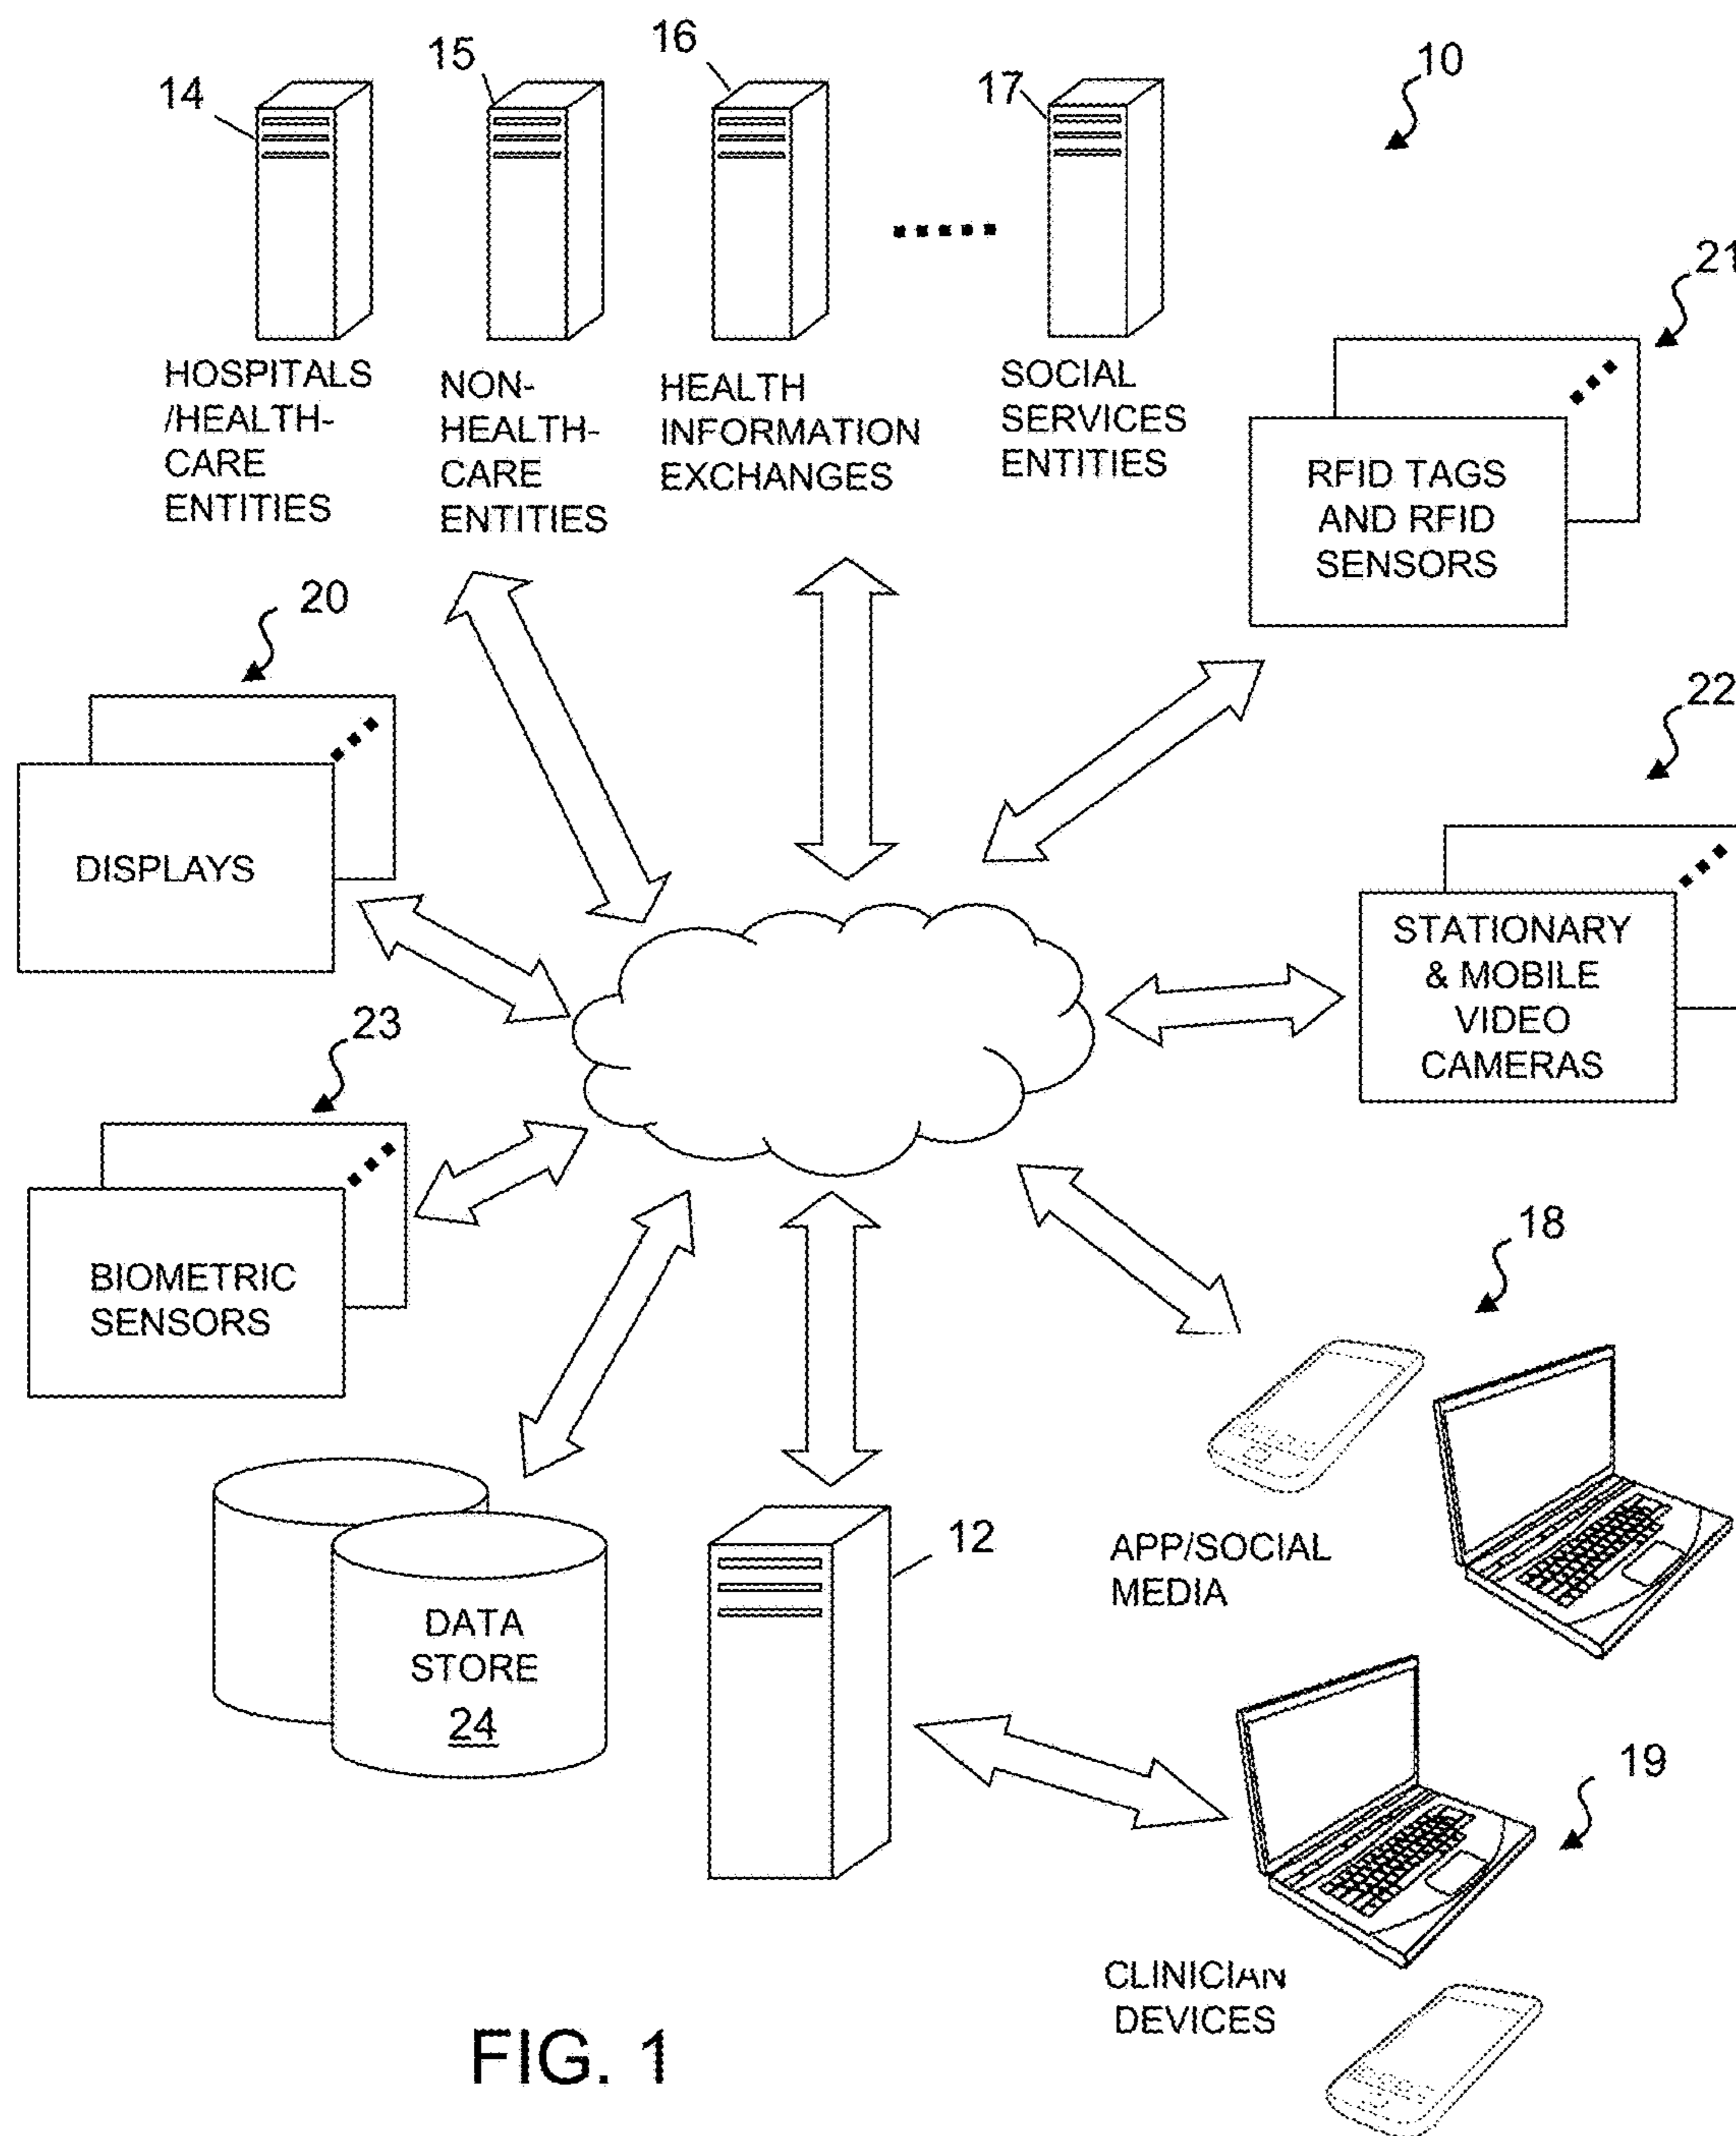 14
15
16
17
10
HOSPITALS
/HEALTH-
CARE
ENTITIES
NON-
HEALTH-
CARE
ENTITIES
HEALTH
INFORMATION
EXCHANGES
SOCIAL
SERVICES
ENTITIES
21
RFID TAGS
AND RFID
SENSORS
20
DISPLAYS
22
STATIONARY
& MOBILE
VIDEO
CAMERAS
23
BIOMETRIC
SENSORS
18
APP/SOCIAL
MEDIA
12
DATA
STORE
24
19
CLINICIAN
DEVICES
FIG. 1